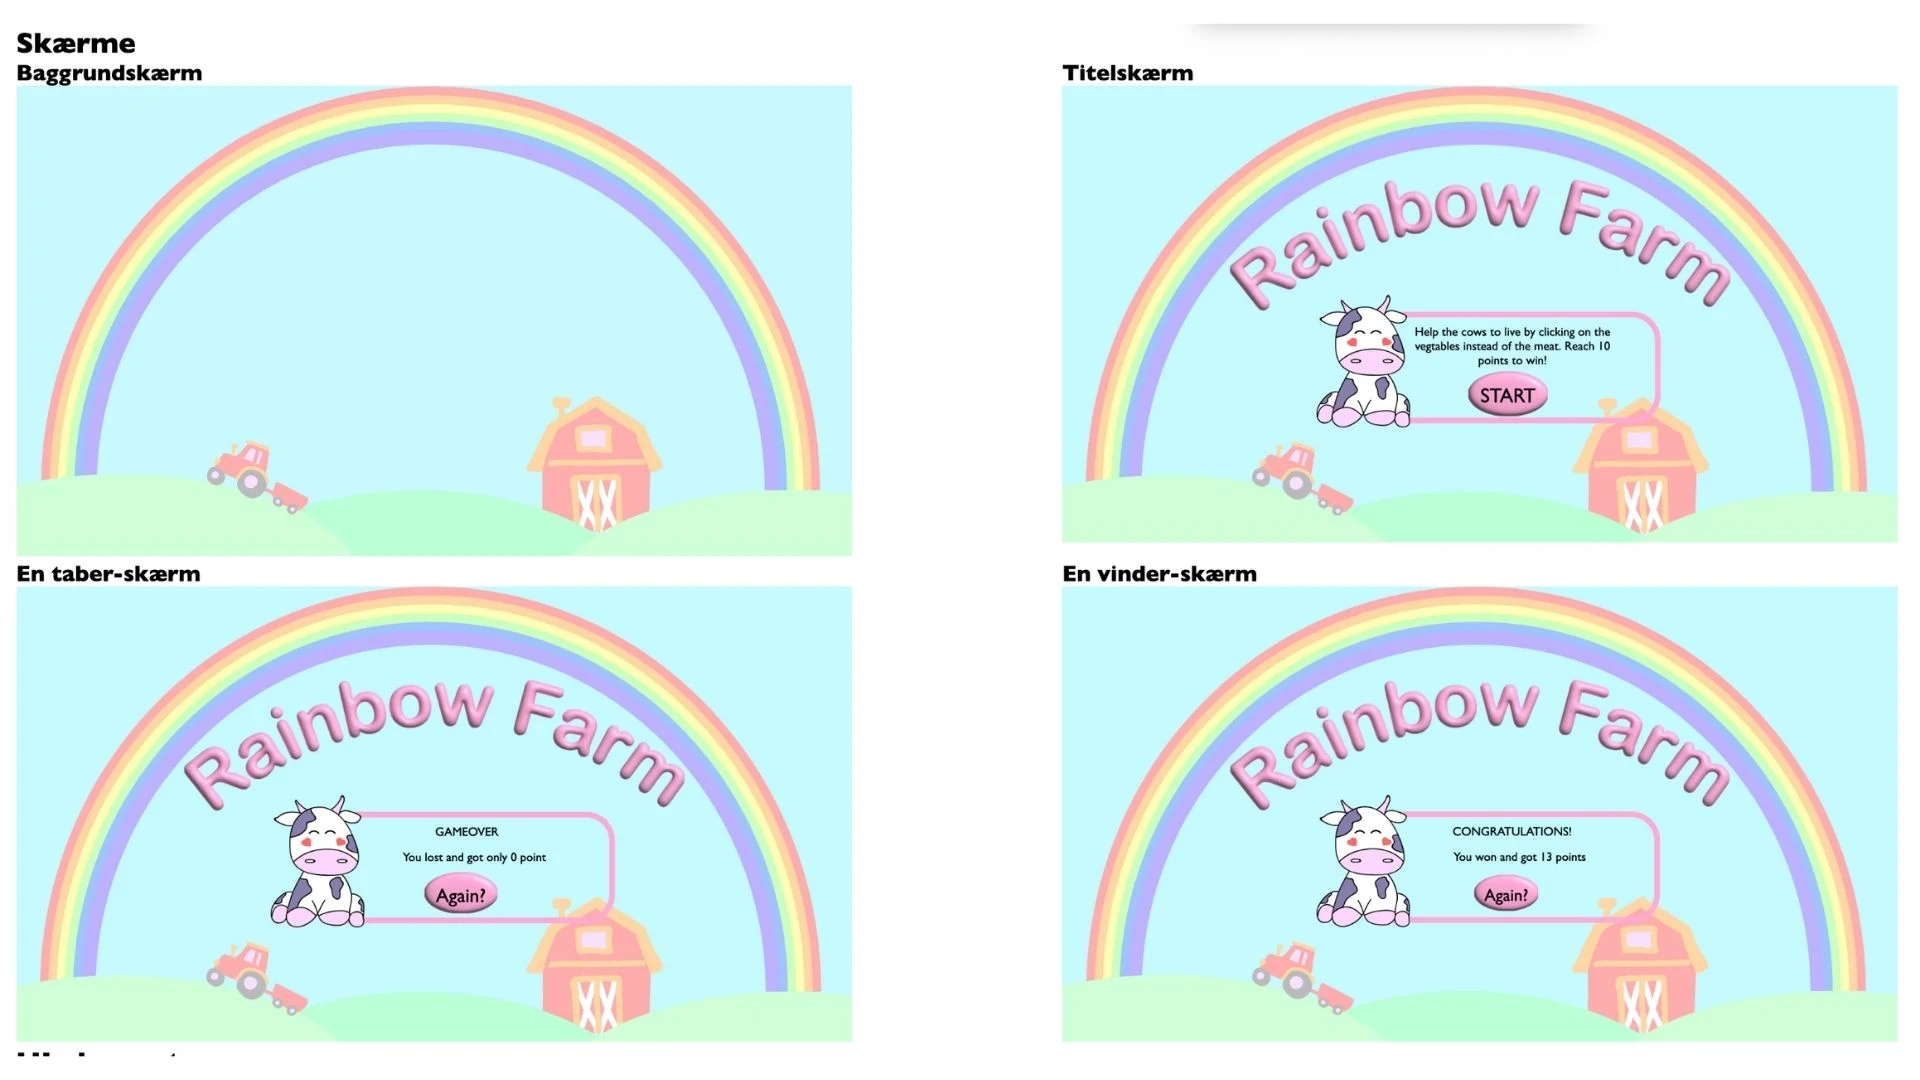 Skærme
Baggrundskærm
Titelskærm
Rainbow Farm
Help the cows to live by clicking on the
vegtables instead of the meat. Reach 10
points to win!
START
En taber-skærm
Rainbow Farm
GAMEOVER
You lost and got only 0 point
Again?
En vinder-skærm
Rainbow Farm
CONGRATULATIONS!
You won and got 13 points
Again?